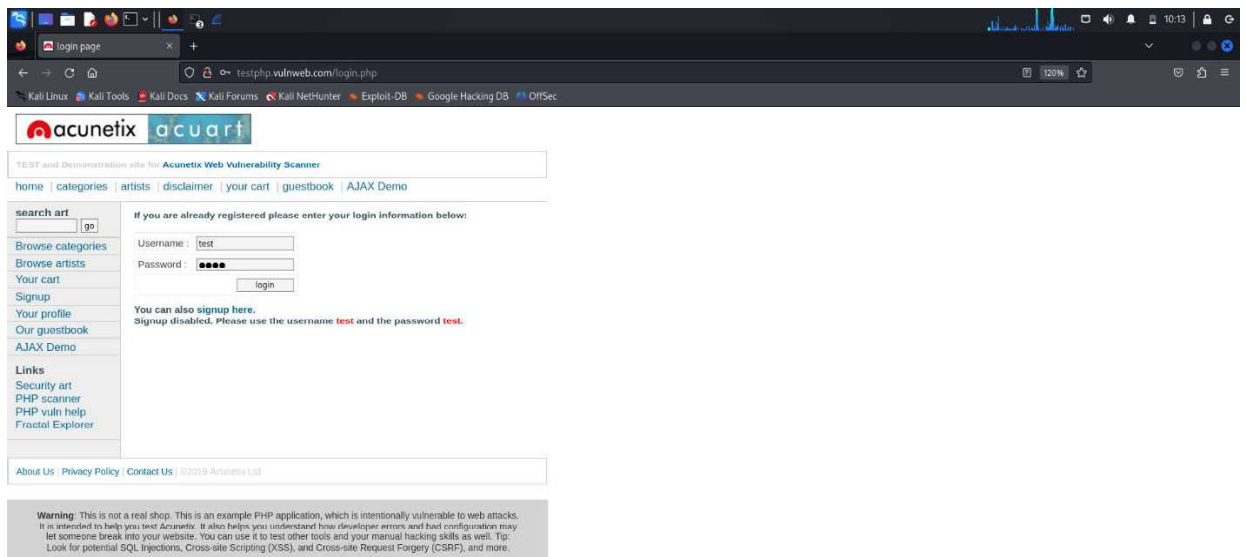 10:13
login page
testphp.vulnweb.com/login.php
120%
Kali Linux Kali Tools Kali Docs Kali Forums Kali NetHunter Exploit-DB Google Hacking DB OffSec
acunetix acuart
TEST and Demonstration site for Acunetix Web Vulnerability Scanner
home | categories | artists | disclaimer | your cart | guestbook | AJAX Demo
search art
go
Browse categories
Browse artists
Your cart
Signup
Your profile
Our guestbook
AJAX Demo
Links
Security art
PHP scanner
PHP vuln help
Fractal Explorer
If you are already registered please enter your login information below:
Username : test
Password : ●●●●
login
You can also signup here.
Signup disabled. Please use the username test and the password test.
About Us | Privacy Policy | Contact Us | ©2019 Acunetix Ltd
Warning: This is not a real shop. This is an example PHP application, which is intentionally vulnerable to web attacks.
It is intended to help you test Acunetix. It also helps you understand how developer errors and bad configuration may
let someone break into your website. You can use it to test other tools and your manual hacking skills as well. Tip:
Look for potential SQL Injections, Cross-site Scripting (XSS), and Cross-site Request Forgery (CSRF), and more.